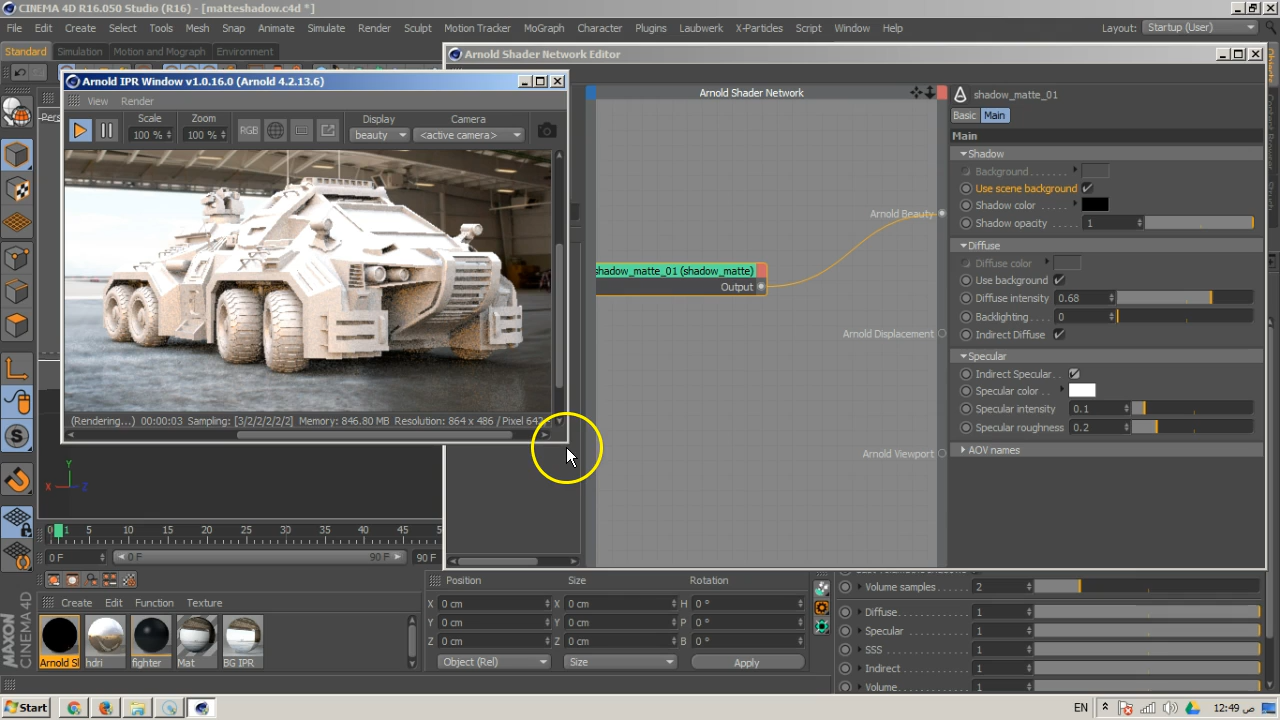 CINEMA 4D R16.050 Studio (R16) - [matteshadow.c4d *]
File Edit Create Select Tools Mesh Snap Animate Simulate Render Sculpt Motion Tracker MoGraph Character Plugins Laubwerk X-Particles Script Window Help Layout: Startup (User)
Standard Simulation Motion and Mograph Environment
Arnold Shader Network Editor
Arnold IPR Window v1.0.16.0 (Arnold 4.2.13.6)
View Render
Scale Zoom Display Camera
100 % 100 % RGB beauty <active camera>
(Rendering...) 00:00:03 Sampling: [3/2/2/2/2/2] Memory: 846.80 MB Resolution: 864 x 486 / Pixel 642
Arnold Shader Network
shadow_matte_01 (shadow_matte)
Output
Arnold Beauty
Arnold Displacement
Arnold Viewport
shadow_matte_01
Basic Main
Main
Shadow
Background
Use scene background
Shadow color
Shadow opacity 1
Diffuse
Diffuse color
Use background
Diffuse intensity 0.68
Backlighting 0
Indirect Diffuse
Specular
Indirect Specular
Specular color
Specular intensity 0.1
Specular roughness 0.2
AOV names
Y
X Z
0 1 5 10 15 20 25 30 35 40 45
0 F 0 F 90 F 90 F
Create Edit Function Texture
hdri fighter Mat BG IPR
Position Size Rotation
X 0 cm X 0 cm H 0 °
Y 0 cm Y 0 cm P 0 °
Z 0 cm Z 0 cm B 0 °
Object (Rel) Size Apply
Volume samples 2
Diffuse 1
Specular 1
SSS 1
Indirect 1
Volume 1
MAXON CINEMA 4D
Start EN 12:49 ص